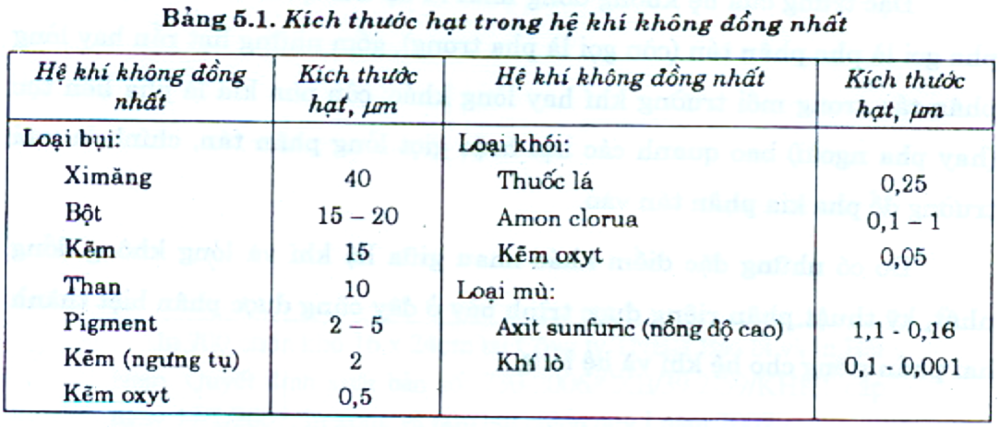 Bảng 5.1. Kích thước hạt trong hệ khí không đồng nhất
Hệ khí không đồng nhất | Kích thước hạt, μm | Hệ khí không đồng nhất | Kích thước hạt, μm
Loại bụi: | | Loại khói: |
Ximăng | 40 | Thuốc lá | 0,25
Bột | 15 – 20 | Amon clorua | 0,1 – 1
Kẽm | 15 | Kẽm oxyt | 0,05
Than | 10 | Loại mù: |
Pigment | 2 – 5 | Axit sunfuric (nồng độ cao) | 1,1 - 0,16
Kẽm (ngưng tụ) | 2 | Khí lò | 0,1 - 0,001
Kẽm oxyt | 0,5 | |